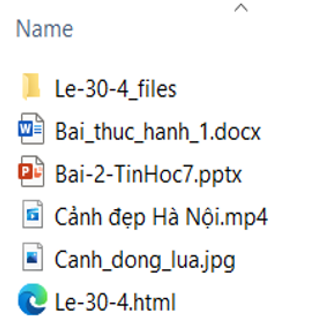 Name
Le-30-4_files
Bai_thuc_hanh_1.docx
Bai-2-TinHoc7.pptx
Cảnh đẹp Hà Nội.mp4
Canh_dong_lua.jpg
Le-30-4.html